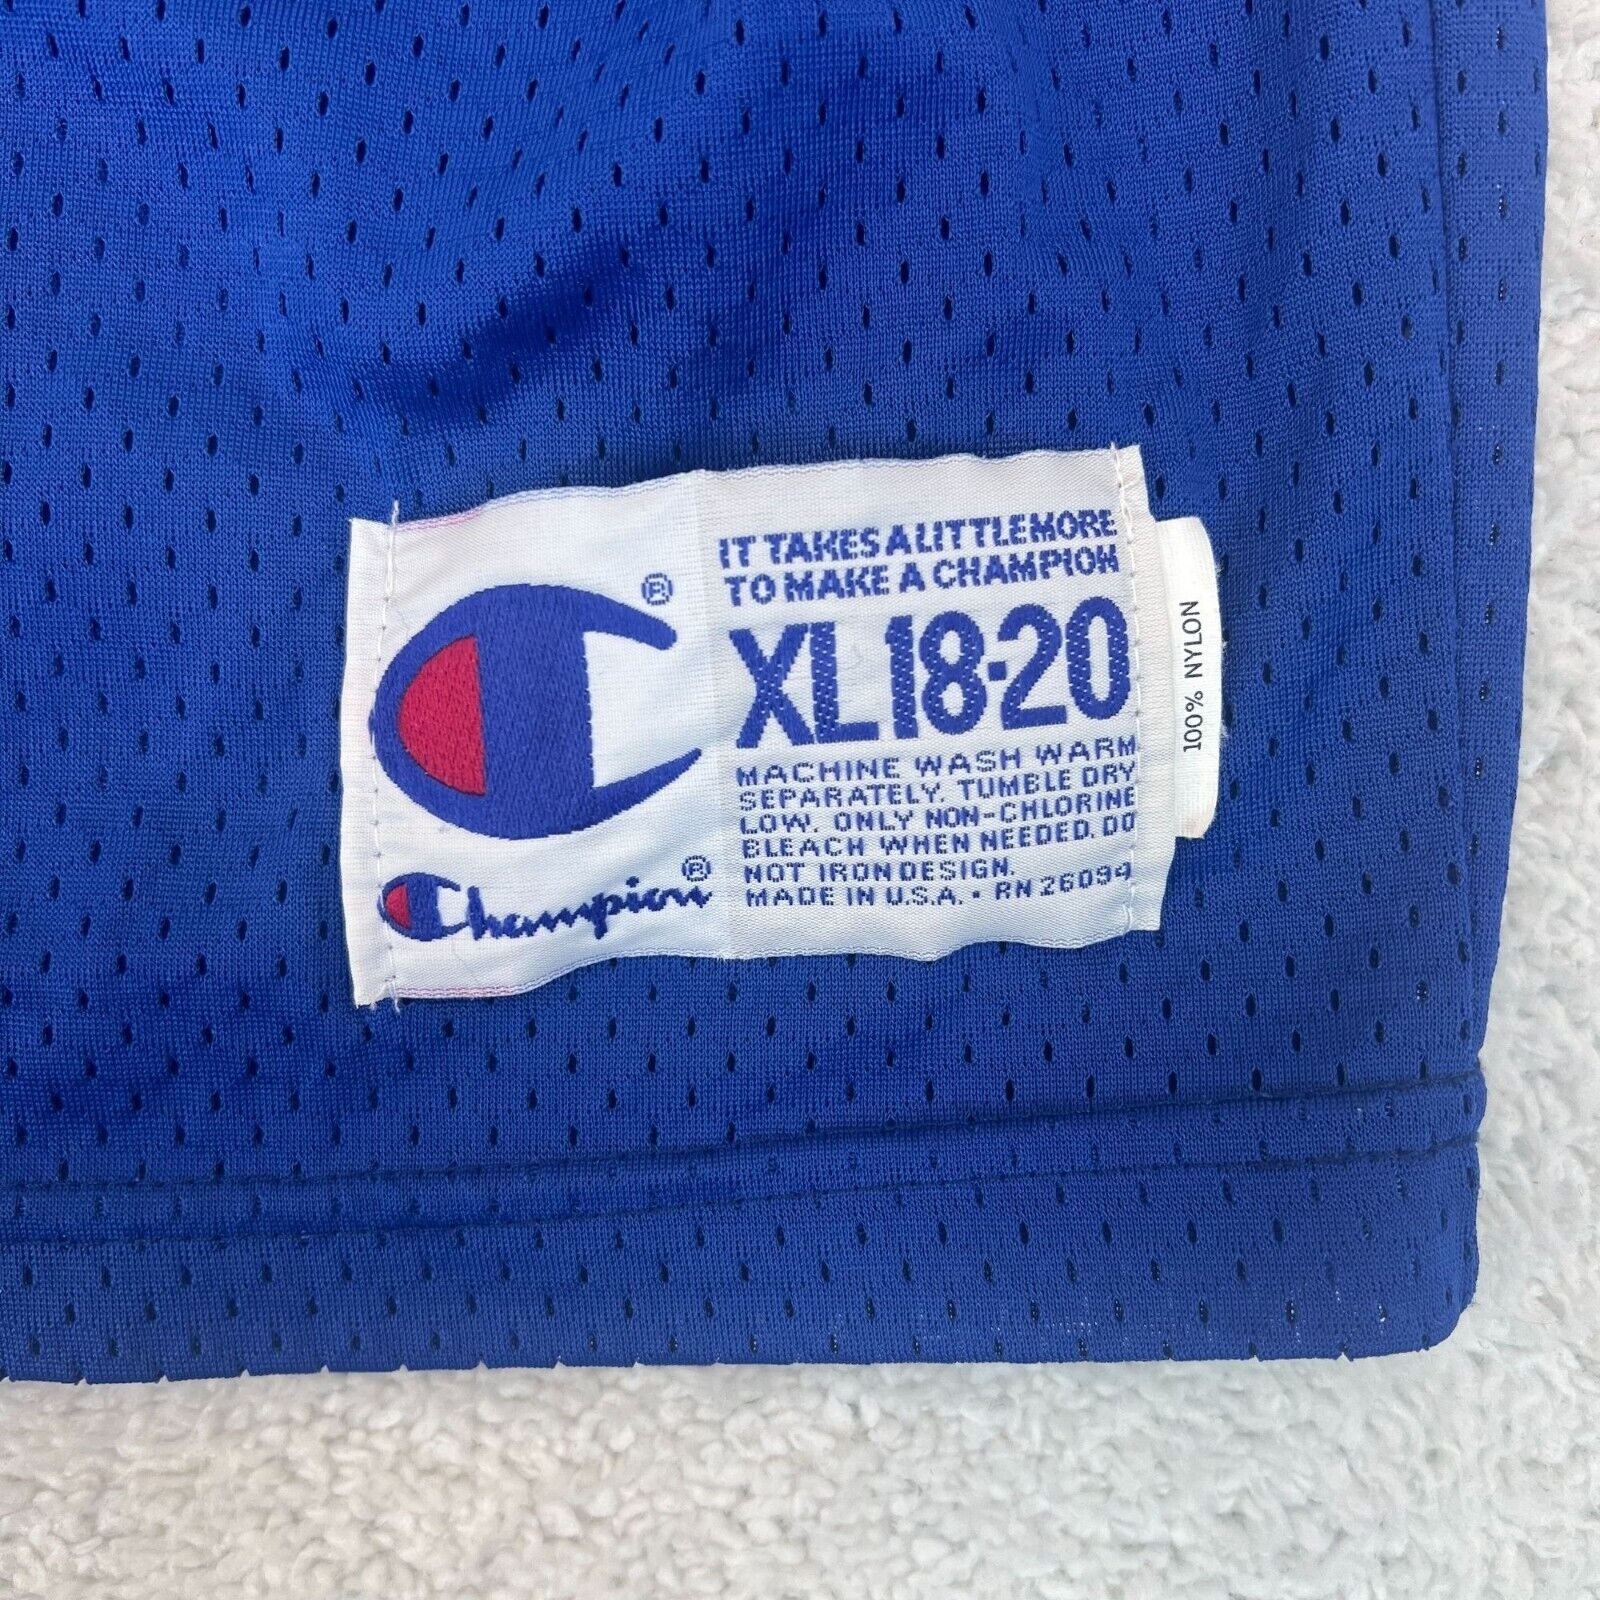 IT TAKES A LITTLE MORE
TO MAKE A CHAMPION
XL 18-20
MACHINE WASH WARM
SEPARATELY. TUMBLE DRY
LOW. ONLY NON-CHLORINE
BLEACH WHEN NEEDED. DO
NOT IRON DESIGN.
MADE IN U.S.A. • RN 26094
®
Champion®
100% NYLON